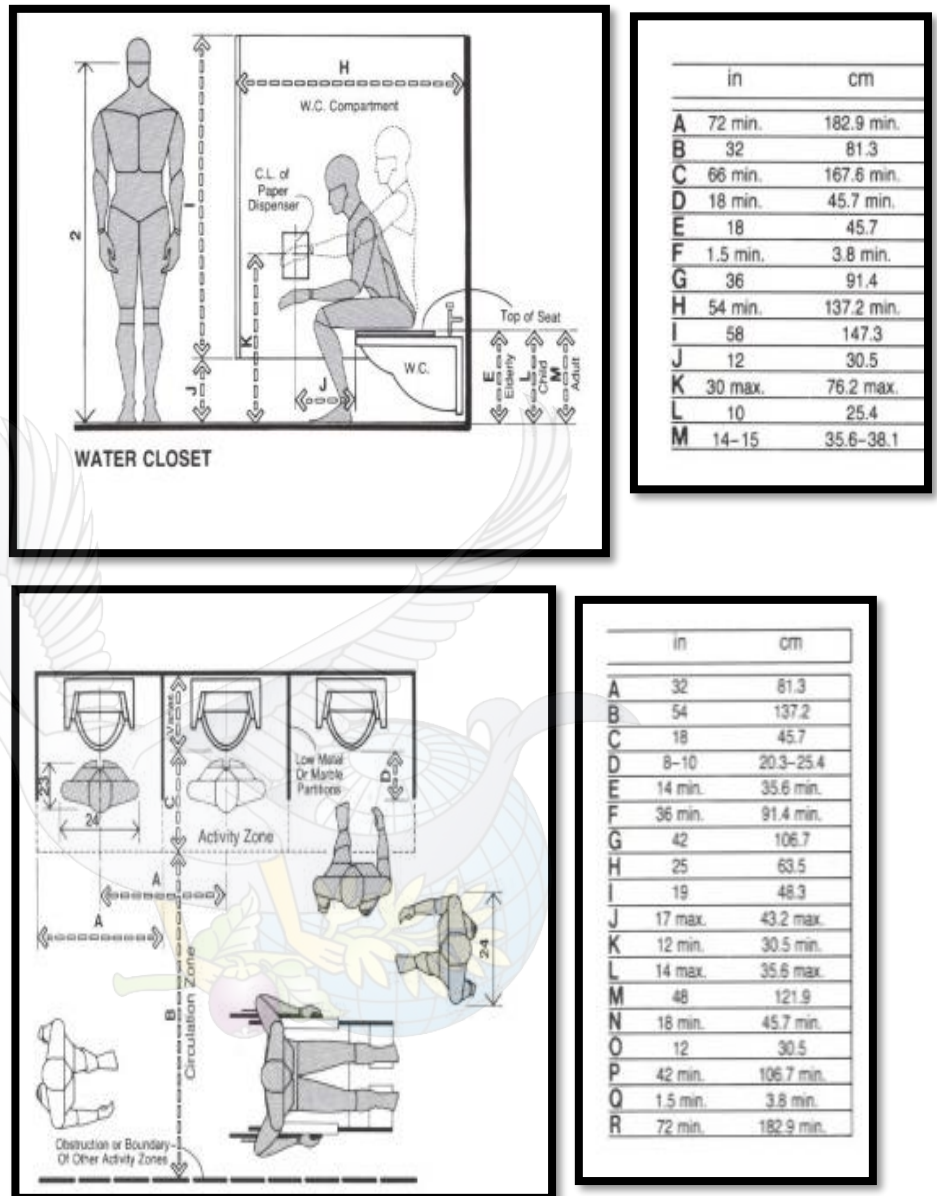 H
W.C. Compartment
C.L. of
Paper
Dispenser
2
I
K
J
J
W.C.
Top of Seat
E
Elderly
L
Child
M
Adult
WATER CLOSET
in cm
A 72 min. 182.9 min.
B 32 81.3
C 66 min. 167.6 min.
D 18 min. 45.7 min.
E 18 45.7
F 1.5 min. 3.8 min.
G 36 91.4
H 54 min. 137.2 min.
I 58 147.3
J 12 30.5
K 30 max. 76.2 max.
L 10 25.4
M 14–15 35.6–38.1
Varies
Low Metal
Or Marble
Partitions
D
23
24
C
Activity Zone
A
A
24
B
Circulation Zone
Obstruction or Boundary
Of Other Activity Zones
in cm
A 32 81.3
B 54 137.2
C 18 45.7
D 8–10 20.3–25.4
E 14 min. 35.6 min.
F 36 min. 91.4 min.
G 42 106.7
H 25 63.5
I 19 48.3
J 17 max. 43.2 max.
K 12 min. 30.5 min.
L 14 max. 35.6 max.
M 48 121.9
N 18 min. 45.7 min.
O 12 30.5
P 42 min. 106.7 min.
Q 1.5 min. 3.8 min.
R 72 min. 182.9 min.